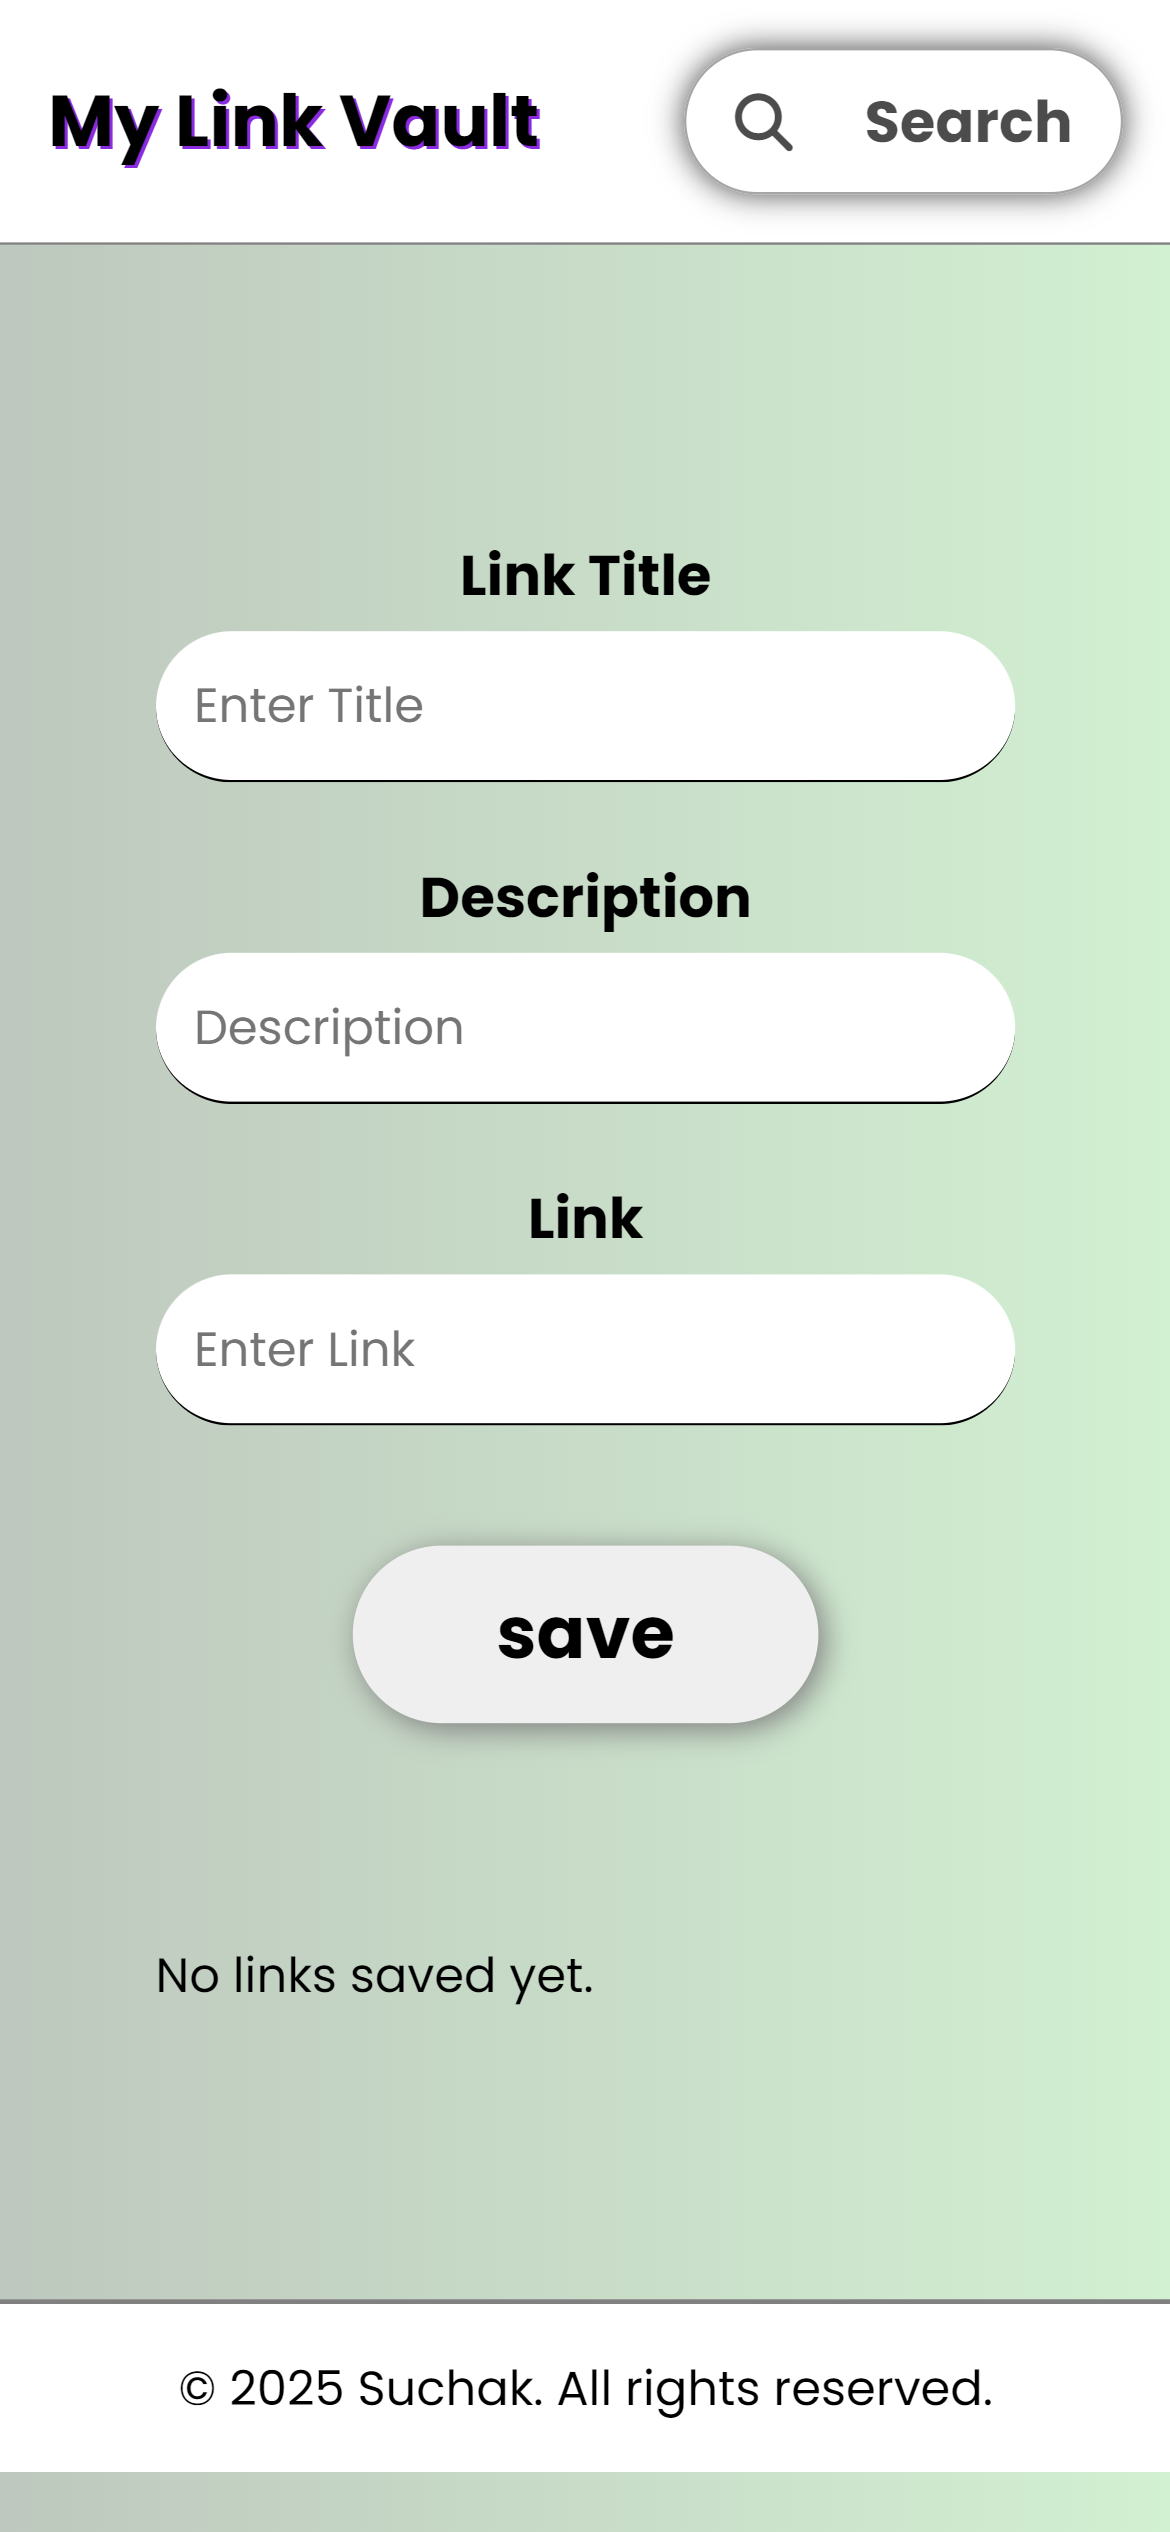 My Link Vault
Search
Link Title
Enter Title
Description
Description
Link
Enter Link
save
No links saved yet.
© 2025 Suchak. All rights reserved.